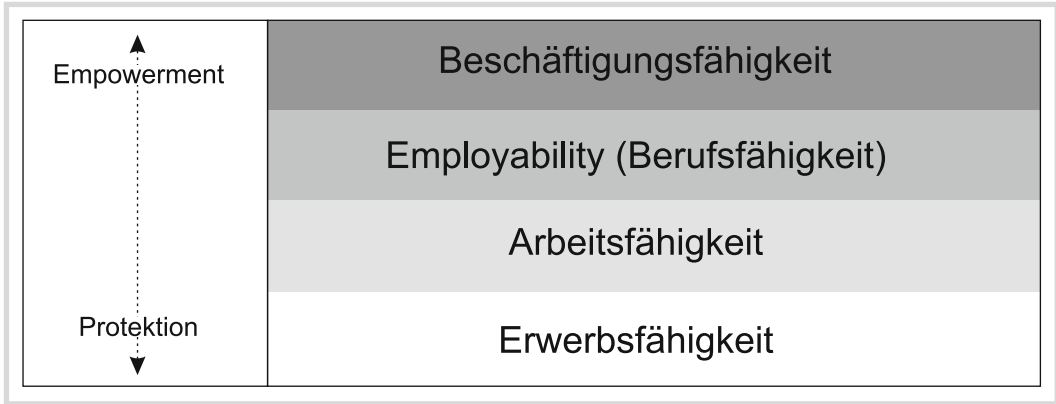 Empowerment
Beschäftigungsfähigkeit
Employability (Berufsfähigkeit)
Arbeitsfähigkeit
Protektion
Erwerbsfähigkeit